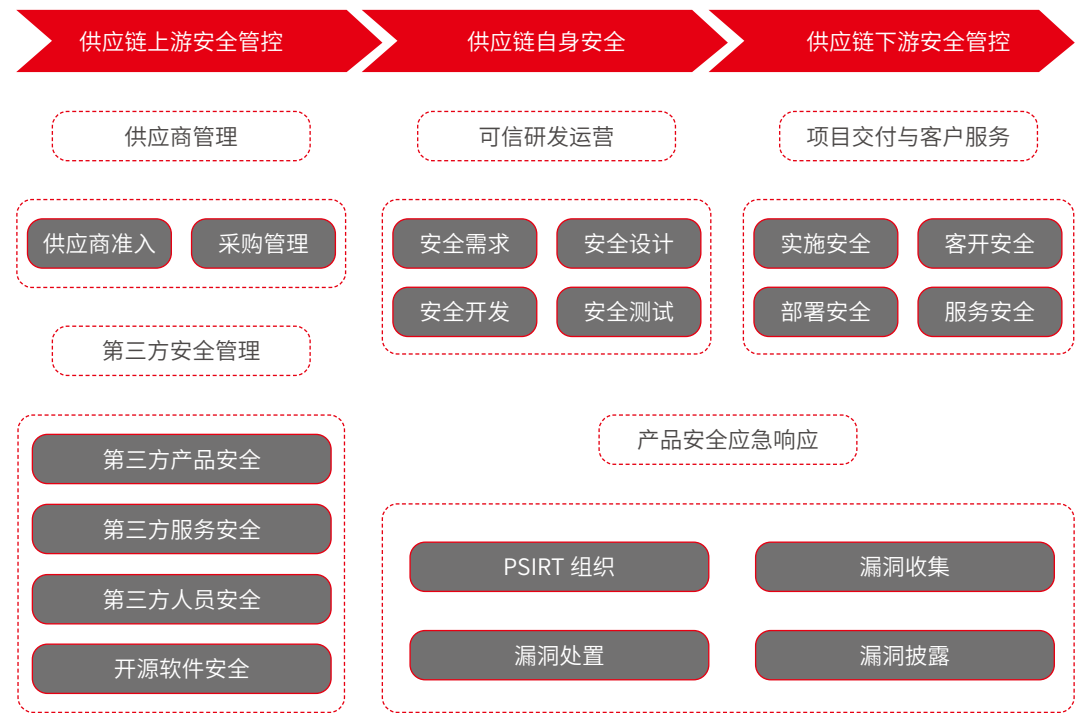 供应链上游安全管控
供应链自身安全
供应链下游安全管控
供应商管理
可信研发运营
项目交付与客户服务
供应商准入
采购管理
安全需求
安全设计
实施安全
客开安全
安全开发
安全测试
部署安全
服务安全
第三方安全管理
产品安全应急响应
第三方产品安全
第三方服务安全
第三方人员安全
开源软件安全
PSIRT 组织
漏洞收集
漏洞处置
漏洞披露